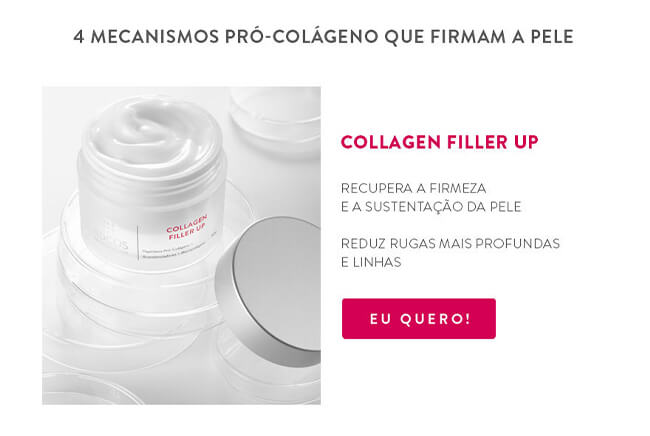 4 MECANISMOS PRÓ-COLÁGENO QUE FIRMAM A PELE
COLLAGEN FILLER UP
RECUPERA A FIRMEZA
E A SUSTENTAÇÃO DA PELE
REDUZ RUGAS MAIS PROFUNDAS
E LINHAS
EU QUERO!
COLLAGEN
FILLER UP